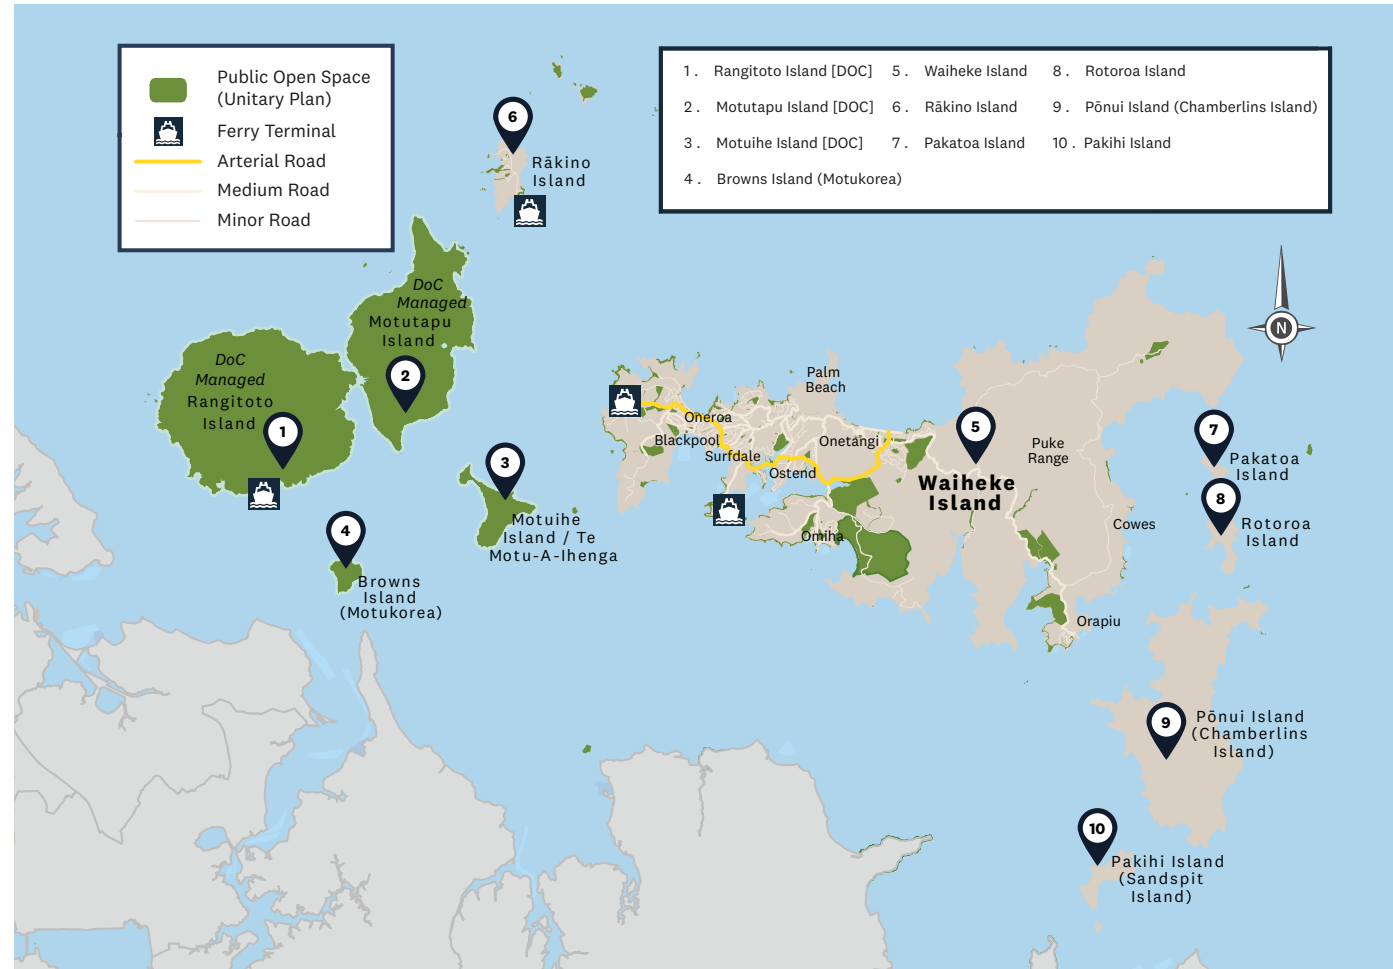 Public Open Space
(Unitary Plan)
Ferry Terminal
Arterial Road
Medium Road
Minor Road
1. Rangitoto Island [DOC]
2. Motutapu Island [DOC]
3. Motuihe Island [DOC]
4. Browns Island (Motukorea)
5. Waiheke Island
6. Rākino Island
7. Pakatoa Island
8. Rotoroa Island
9. Pōnui Island (Chamberlins Island)
10. Pakihi Island
6
Rākino
Island
DoC
Managed
Motutapu
Island
2
DoC
Managed
Rangitoto
Island
1
3
Motuihe
Island / Te
Motu-A-Ihenga
4
Browns
Island
(Motukorea)
N
Palm
Beach
Oneroa
Blackpool
Surfdale
Ostend
Onetangi
Omiha
5
Waiheke
Island
Puke
Range
Cowes
Orapiu
7
Pakatoa
Island
8
Rotoroa
Island
9
Pōnui Island
(Chamberlins
Island)
10
Pakihi Island
(Sandspit
Island)